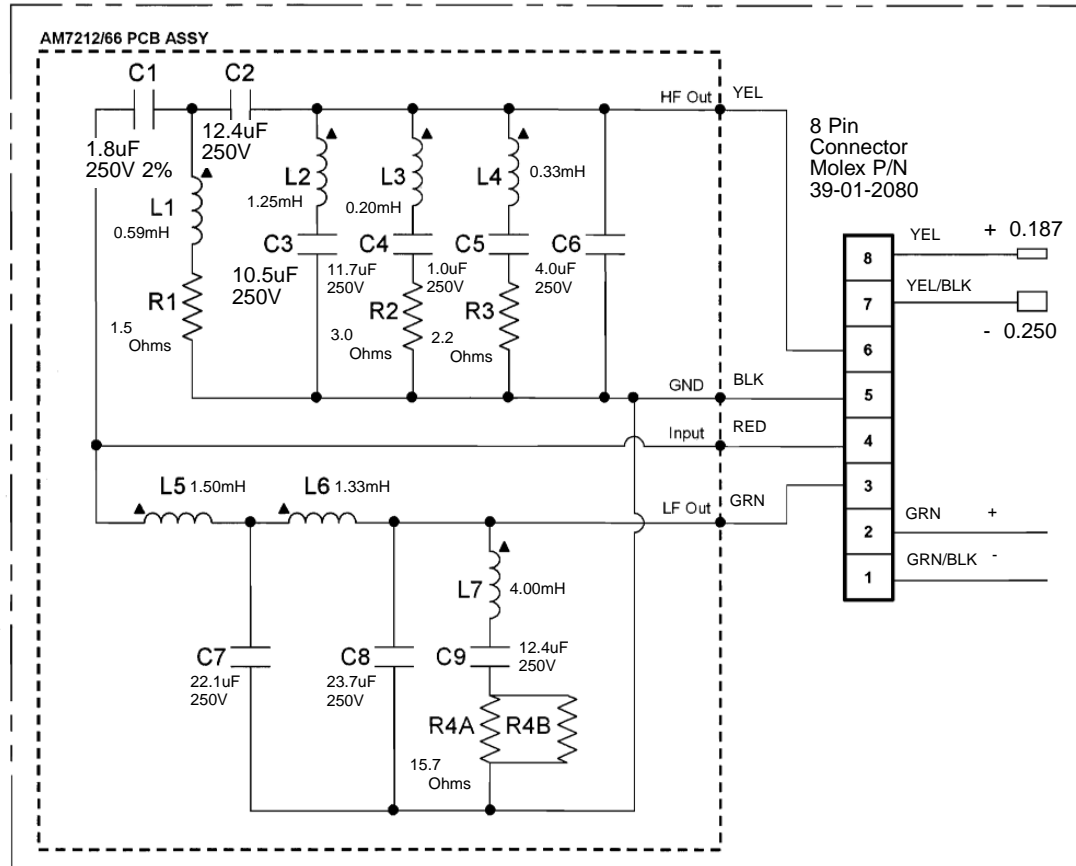 AM7212/66 PCB ASSY
C1
C2
HF Out
YEL
1.8uF
250V 2%
12.4uF
250V
L1
0.59mH
L2
1.25mH
L3
0.20mH
L4
0.33mH
8 Pin
Connector
Molex P/N
39-01-2080
C3
10.5uF
250V
C4
11.7uF
250V
C5
1.0uF
250V
C6
4.0uF
250V
R1
1.5
Ohms
R2
3.0
Ohms
R3
2.2
Ohms
GND
BLK
Input
RED
LF Out
GRN
8
YEL
+ 0.187
7
YEL/BLK
- 0.250
6
5
4
3
2
GRN
+
1
GRN/BLK
-
L5
1.50mH
L6
1.33mH
L7
4.00mH
C7
22.1uF
250V
C8
23.7uF
250V
C9
12.4uF
250V
R4A
R4B
15.7
Ohms